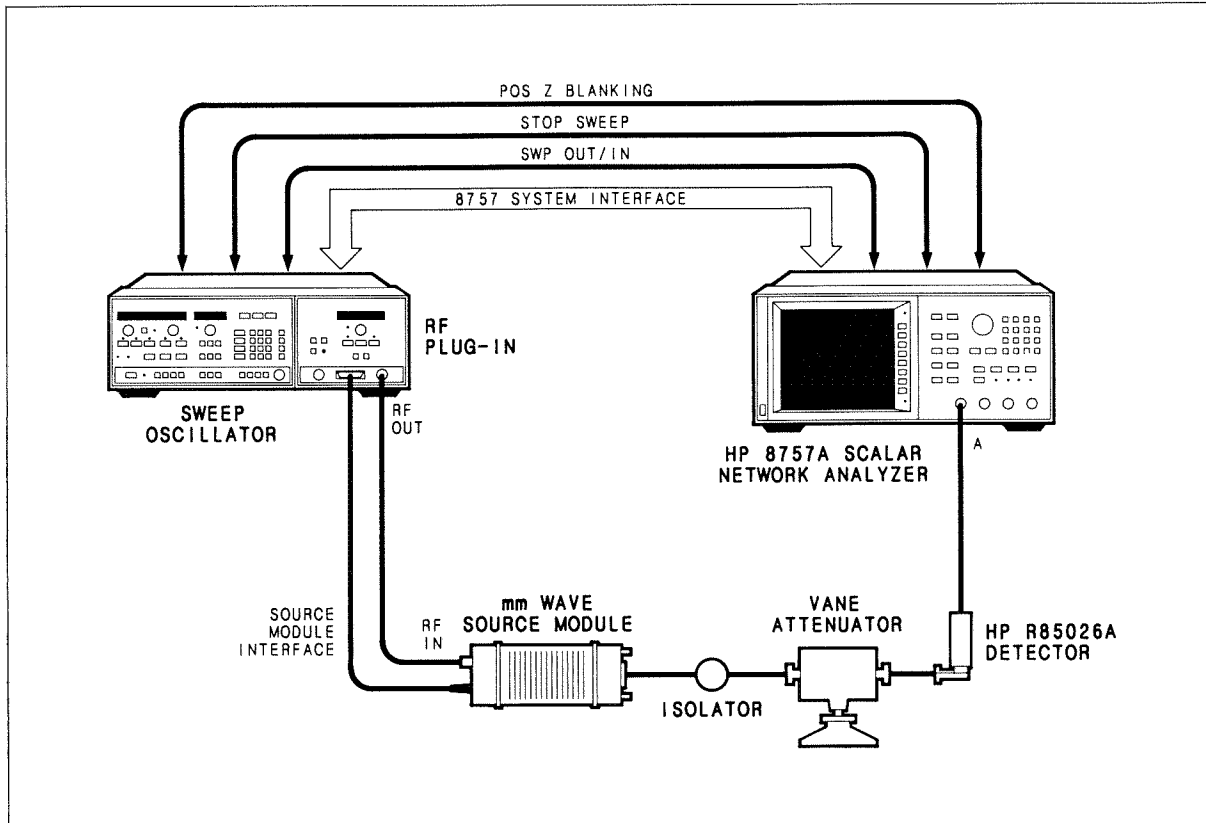 POS Z BLANKING
STOP SWEEP
SWP OUT/IN
8757 SYSTEM INTERFACE
RF
PLUG-IN
SWEEP
OSCILLATOR
RF
OUT
A
HP 8757A SCALAR
NETWORK ANALYZER
SOURCE
MODULE
INTERFACE
RF
IN
mm WAVE
SOURCE MODULE
ISOLATOR
VANE
ATTENUATOR
HP R85026A
DETECTOR